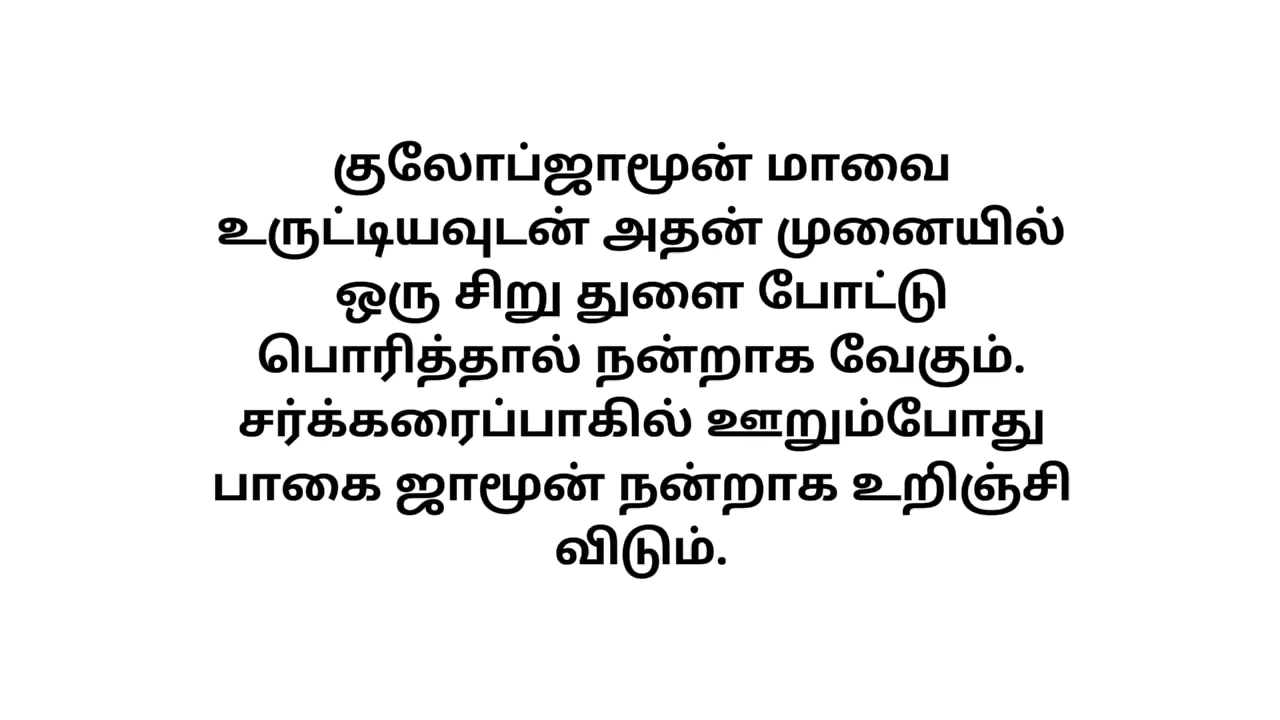 குலோப்ஜாமூன் மாவை
உருட்டியவுடன் அதன் முனையில்
ஒரு சிறு துளை போட்டு
பொரித்தால் நன்றாக வேகும்.
சர்க்கரைப்பாகில் ஊறும்போது
பாகை ஜாமூன் நன்றாக உறிஞ்சி
விடும்.